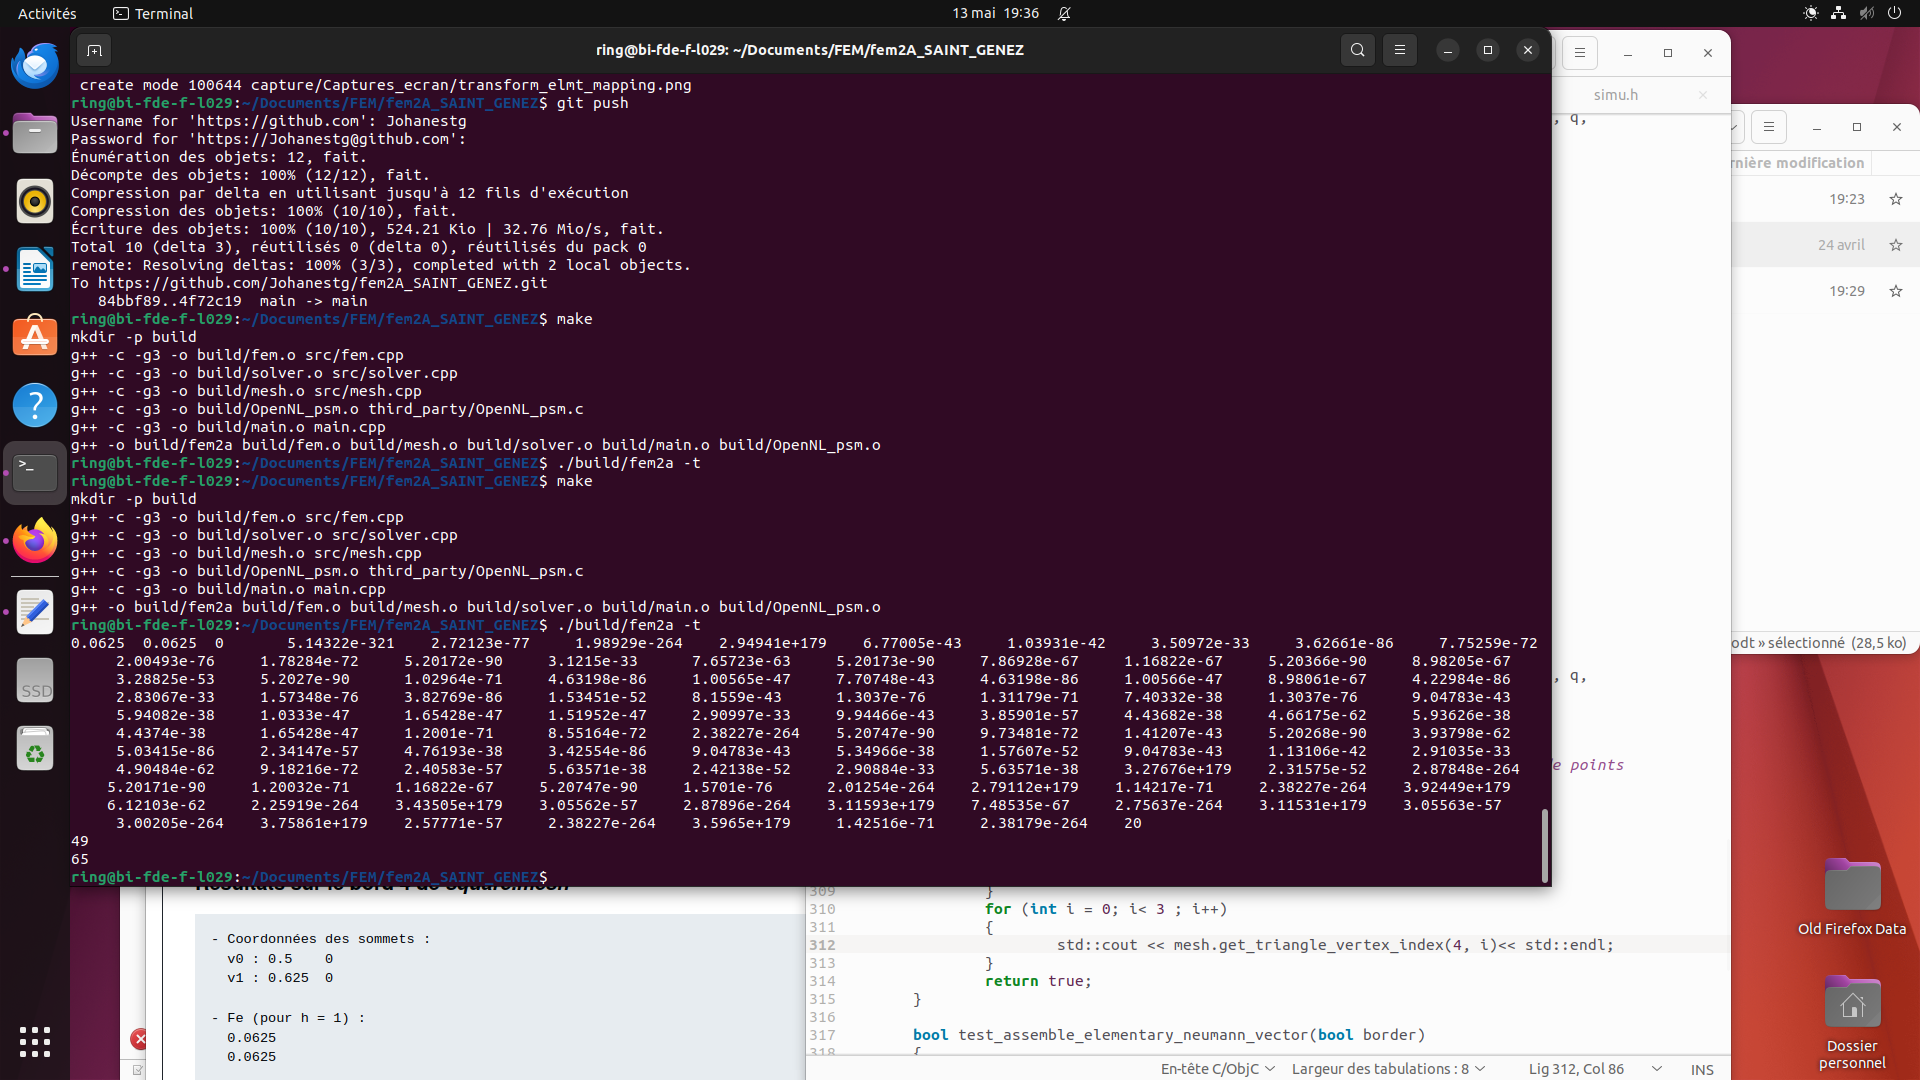 Activités
Terminal
13 mai 19:36
ring@bi-fde-f-l029: ~/Documents/FEM/fem2A_SAINT_GENEZ
create mode 100644 capture/Captures_ecran/transform_elmt_mapping.png
ring@bi-fde-f-l029:~/Documents/FEM/fem2A_SAINT_GENEZ$ git push
Username for 'https://github.com': Johanestg
Password for 'https://Johanestg@github.com':
Énumération des objets: 12, fait.
Décompte des objets: 100% (12/12), fait.
Compression par delta en utilisant jusqu'à 12 fils d'exécution
Compression des objets: 100% (10/10), fait.
Écriture des objets: 100% (10/10), 524.21 Kio | 32.76 Mio/s, fait.
Total 10 (delta 3), réutilisés 0 (delta 0), réutilisés du pack 0
remote: Resolving deltas: 100% (3/3), completed with 2 local objects.
To https://github.com/Johanestg/fem2A_SAINT_GENEZ.git
84bbf89..4f72c19  main -> main
ring@bi-fde-f-l029:~/Documents/FEM/fem2A_SAINT_GENEZ$ make
mkdir -p build
g++ -c -g3 -o build/fem.o src/fem.cpp
g++ -c -g3 -o build/solver.o src/solver.cpp
g++ -c -g3 -o build/mesh.o src/mesh.cpp
g++ -c -g3 -o build/OpenNL_psm.o third_party/OpenNL_psm.c
g++ -c -g3 -o build/main.o main.cpp
g++ -o build/fem2a build/fem.o build/mesh.o build/solver.o build/main.o build/OpenNL_psm.o
ring@bi-fde-f-l029:~/Documents/FEM/fem2A_SAINT_GENEZ$ ./build/fem2a -t
ring@bi-fde-f-l029:~/Documents/FEM/fem2A_SAINT_GENEZ$ make
mkdir -p build
g++ -c -g3 -o build/fem.o src/fem.cpp
g++ -c -g3 -o build/solver.o src/solver.cpp
g++ -c -g3 -o build/mesh.o src/mesh.cpp
g++ -c -g3 -o build/OpenNL_psm.o third_party/OpenNL_psm.c
g++ -c -g3 -o build/main.o main.cpp
g++ -o build/fem2a build/fem.o build/mesh.o build/solver.o build/main.o build/OpenNL_psm.o
ring@bi-fde-f-l029:~/Documents/FEM/fem2A_SAINT_GENEZ$ ./build/fem2a -t
0.0625 0.0625 0 5.14322e-321 2.72123e-77 1.98929e-264 2.94941e+179 6.77005e-43 1.03931e-42 3.50972e-33 3.62661e-86 7.75259e-72
2.00493e-76 1.78284e-72 5.20172e-90 3.1215e-33 7.65723e-63 5.20173e-90 7.86928e-67 1.16822e-67 5.20366e-90 8.98205e-67
3.28825e-53 5.2027e-90 1.02964e-71 4.63198e-86 1.00565e-47 7.70748e-43 4.63198e-86 1.00566e-47 8.98061e-67 4.22984e-86
2.83067e-33 1.57348e-76 3.82769e-86 1.53451e-52 8.1559e-43 1.3037e-76 1.31179e-71 7.40332e-38 1.3037e-76 9.04783e-43
5.94082e-38 1.0333e-47 1.65428e-47 1.51952e-47 2.90997e-33 9.94466e-43 3.85901e-57 4.43682e-38 4.66175e-62 5.93626e-38
4.4374e-38 1.65428e-47 1.2001e-71 8.55164e-72 2.38227e-264 5.20747e-90 9.73481e-72 1.41207e-43 5.20268e-90 3.93798e-62
5.03415e-86 2.34147e-57 4.76193e-38 3.42554e-86 9.04783e-43 5.34966e-38 1.57607e-52 9.04783e-43 1.13106e-42 2.91035e-33
4.90484e-62 9.18216e-72 2.40583e-57 5.63571e-38 2.42138e-52 2.90884e-33 5.63571e-38 3.27676e+179 2.31575e-52 2.87848e-264
5.20171e-90 1.20032e-71 1.16822e-67 5.20747e-90 1.5701e-76 2.01254e-264 2.79112e+179 1.14217e-71 2.38227e-264 3.92449e+179
6.12103e-62 2.25919e-264 3.43505e+179 3.05562e-57 2.87896e-264 3.11593e+179 7.48535e-67 2.75637e-264 3.11531e+179 3.05563e-57
3.00205e-264 3.75861e+179 2.57771e-57 2.38227e-264 3.5965e+179 1.42516e-71 2.38179e-264 20
49
65
ring@bi-fde-f-l029:~/Documents/FEM/fem2A_SAINT_GENEZ$
simu.h
, q,
, q,
de points
rnière modification
19:23
24 avril
19:29
odt » sélectionné (28,5 ko)
SSD
- Coordonnées des sommets :
v0 : 0.5 0
v1 : 0.625 0
- Fe (pour h = 1) :
0.0625
0.0625
309 }
310 for (int i = 0; i< 3 ; i++)
311 {
312 std::cout << mesh.get_triangle_vertex_index(4, i)<< std::endl;
313 }
314 return true;
315 }
316
317 bool test_assemble_elementary_neumann_vector(bool border)
318 {
En-tête C/ObjC
Largeur des tabulations : 8
Lig 312, Col 86
INS
Old Firefox Data
Dossier personnel